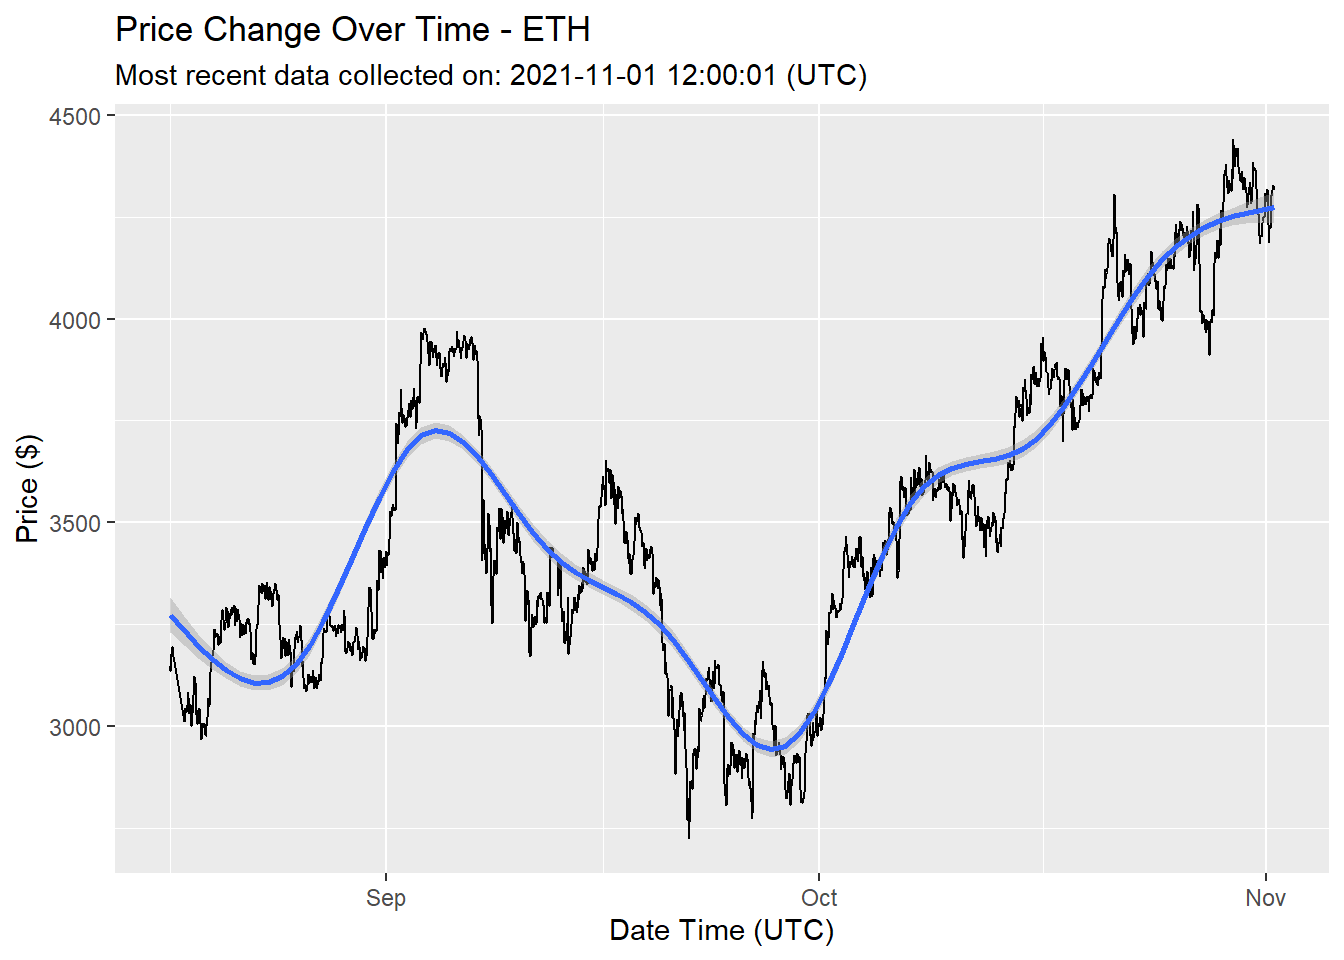 Price Change Over Time - ETH
Most recent data collected on: 2021-11-01 12:00:01 (UTC)
4500
4000
3500
3000
Price ($)
Sep
Oct
Nov
Date Time (UTC)